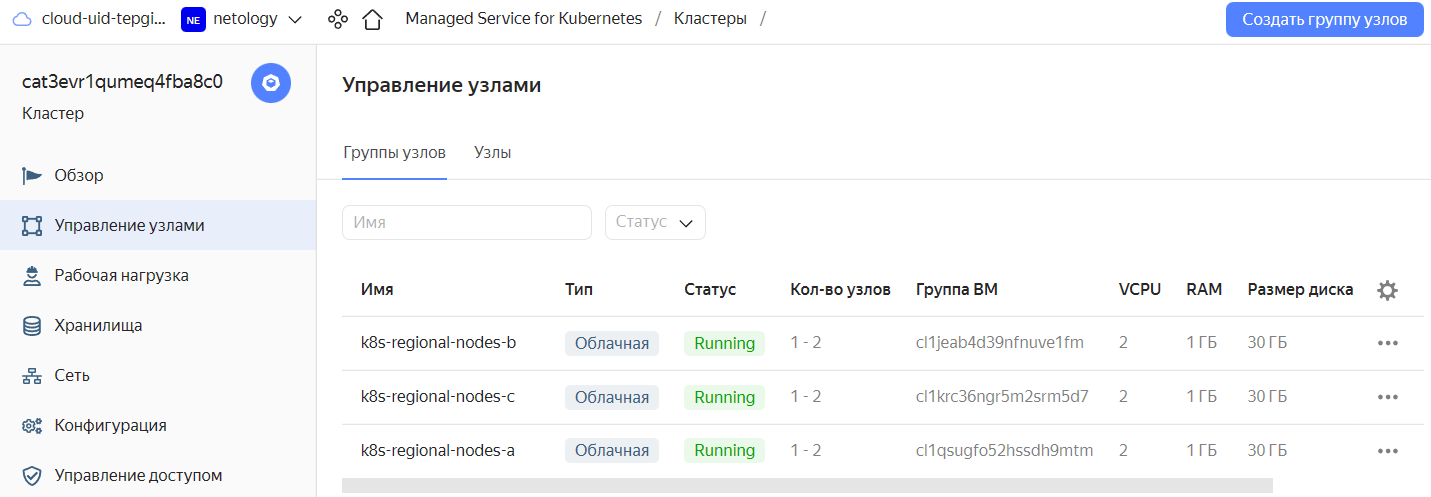 cloud-uid-tepgi... NE netology Managed Service for Kubernetes / Кластеры / Создать группу узлов
cat3evr1qumeq4fba8c0
Кластер
Обзор
Управление узлами
Рабочая нагрузка
Хранилища
Сеть
Конфигурация
Управление доступом
Управление узлами
Группы узлов Узлы
Имя Статус
Имя Тип Статус Кол-во узлов Группа ВМ VCPU RAM Размер диска
k8s-regional-nodes-b Облачная Running 1 - 2 cl1jeab4d39nfnuve1fm 2 1 ГБ 30 ГБ
k8s-regional-nodes-c Облачная Running 1 - 2 cl1krc36ngr5m2srm5d7 2 1 ГБ 30 ГБ
k8s-regional-nodes-a Облачная Running 1 - 2 cl1qsugfo52hssdh9mtm 2 1 ГБ 30 ГБ